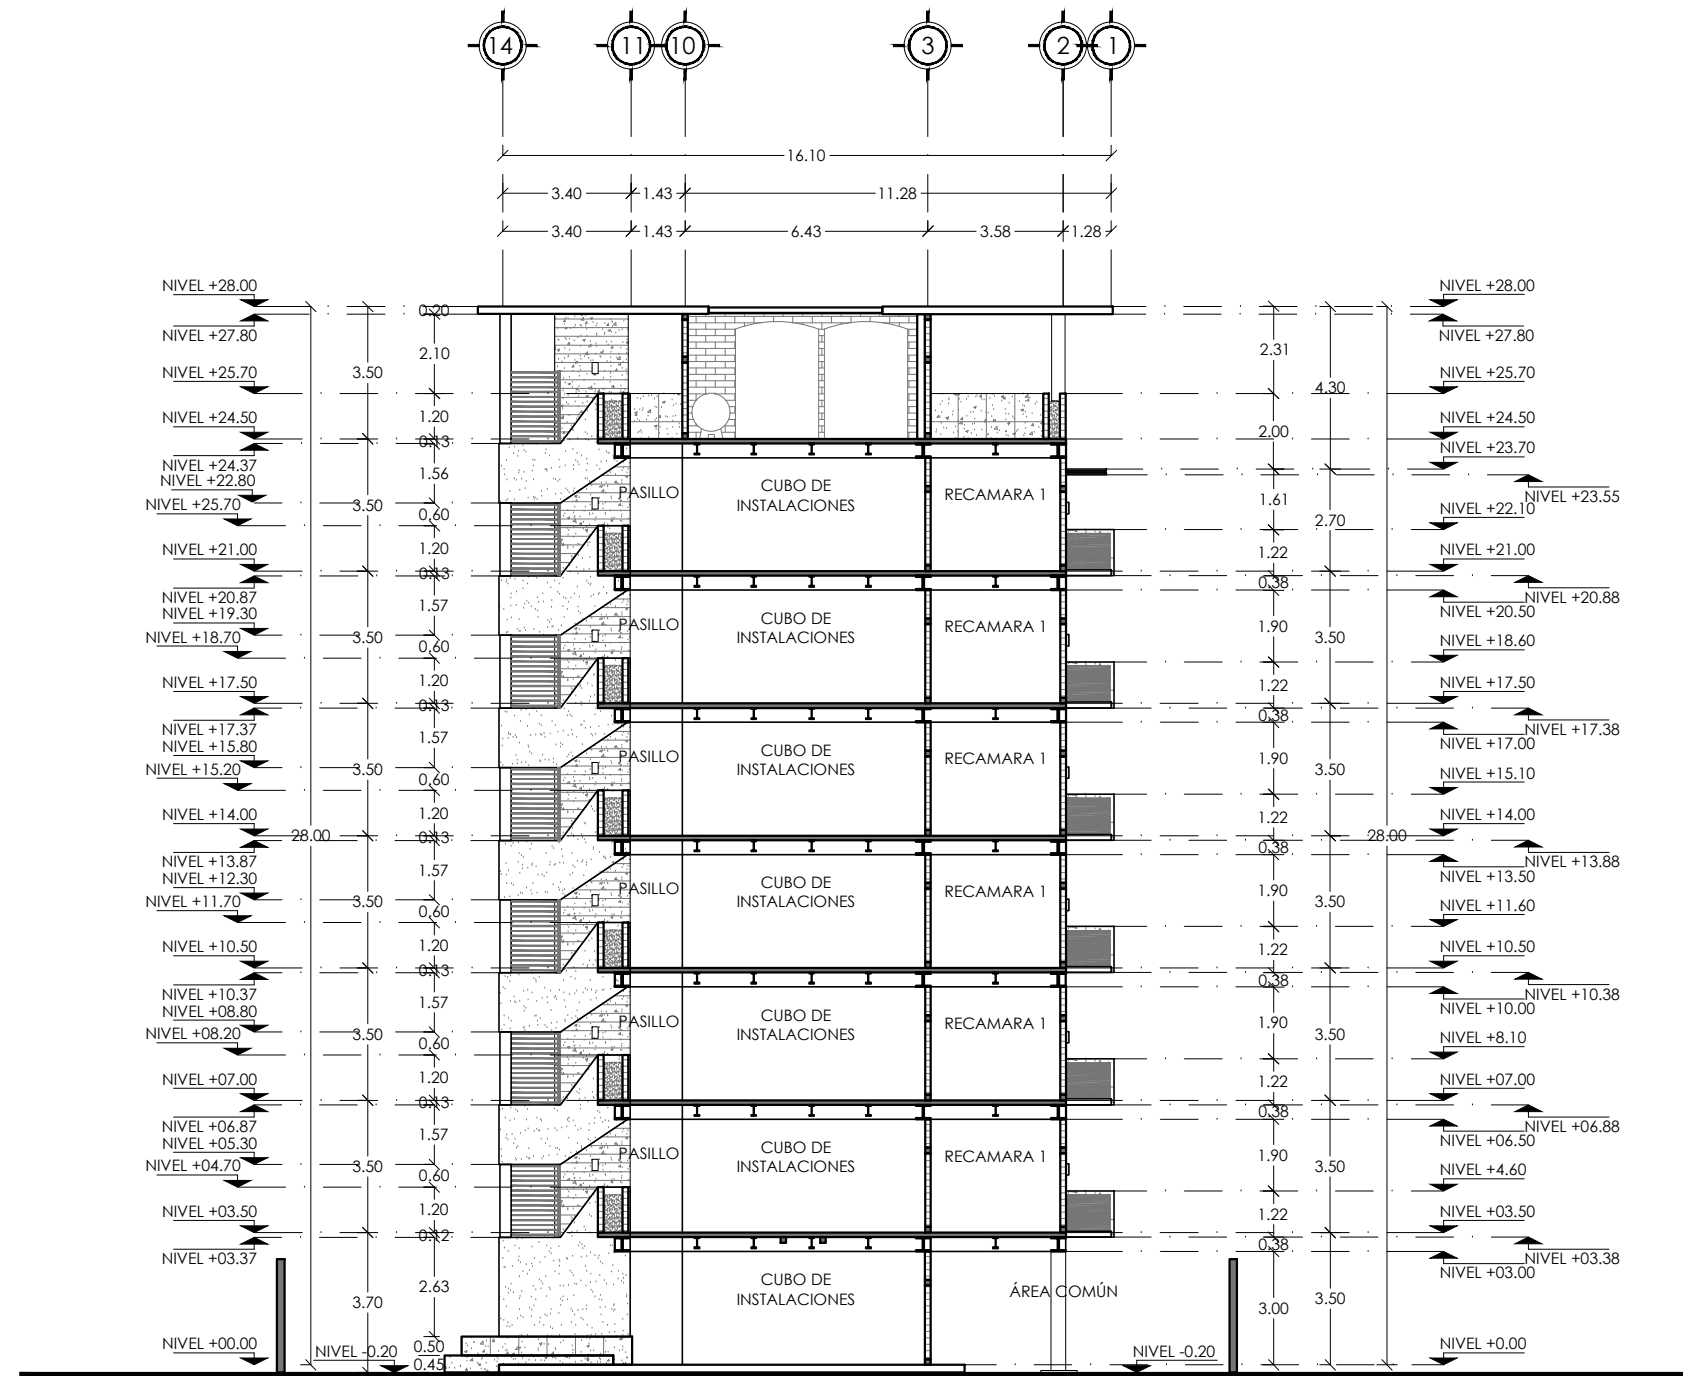 14 11 10 3 2 1
16.10
3.40 1.43 11.28
3.40 1.43 6.43 3.58 1.28
NIVEL +28.00 0.20 NIVEL +28.00
NIVEL +27.80 NIVEL +27.80
2.10 2.31
NIVEL +25.70 3.50 NIVEL +25.70
4.30
NIVEL +24.50 1.20 NIVEL +24.50
0.13 2.00
NIVEL +24.37 NIVEL +23.70
NIVEL +22.80 1.56
PASILLO CUBO DE
INSTALACIONES RECAMARA 1 NIVEL +23.55
NIVEL +25.70 3.50 0.60 1.61 NIVEL +22.10
2.70
NIVEL +21.00 1.20 1.22 NIVEL +21.00
0.13 0.38
NIVEL +20.87 NIVEL +20.88
NIVEL +19.30 1.57 NIVEL +20.50
PASILLO CUBO DE
INSTALACIONES RECAMARA 1 1.90
NIVEL +18.70 3.50 0.60 3.50 NIVEL +18.60
NIVEL +17.50 1.20 1.22 NIVEL +17.50
0.13 0.38
NIVEL +17.37 NIVEL +17.38
NIVEL +15.80 1.57 NIVEL +17.00
PASILLO CUBO DE
INSTALACIONES RECAMARA 1 1.90
NIVEL +15.20 3.50 0.60 3.50 NIVEL +15.10
NIVEL +14.00 1.20 1.22 NIVEL +14.00
28.00 0.13 28.00
0.38
NIVEL +13.87 NIVEL +13.88
NIVEL +12.30 1.57 NIVEL +13.50
PASILLO CUBO DE
INSTALACIONES RECAMARA 1 1.90
NIVEL +11.70 3.50 0.60 3.50 NIVEL +11.60
NIVEL +10.50 1.20 1.22 NIVEL +10.50
0.13 0.38
NIVEL +10.37 NIVEL +10.38
NIVEL +08.80 1.57 NIVEL +10.00
PASILLO CUBO DE
INSTALACIONES RECAMARA 1 1.90
NIVEL +08.20 3.50 0.60 3.50 NIVEL +8.10
NIVEL +07.00 1.20 1.22 NIVEL +07.00
0.13 0.38
NIVEL +06.87 NIVEL +06.88
NIVEL +05.30 1.57 NIVEL +06.50
PASILLO CUBO DE
INSTALACIONES RECAMARA 1 1.90
NIVEL +04.70 3.50 0.60 3.50 NIVEL +4.60
NIVEL +03.50 1.20 1.22 NIVEL +03.50
0.12 0.38
NIVEL +03.37 NIVEL +03.38
NIVEL +03.00
2.63 CUBO DE
INSTALACIONES ÁREA COMÚN
3.70 3.00 3.50
NIVEL +00.00 0.50 NIVEL +0.00
NIVEL -0.20 0.45 NIVEL -0.20